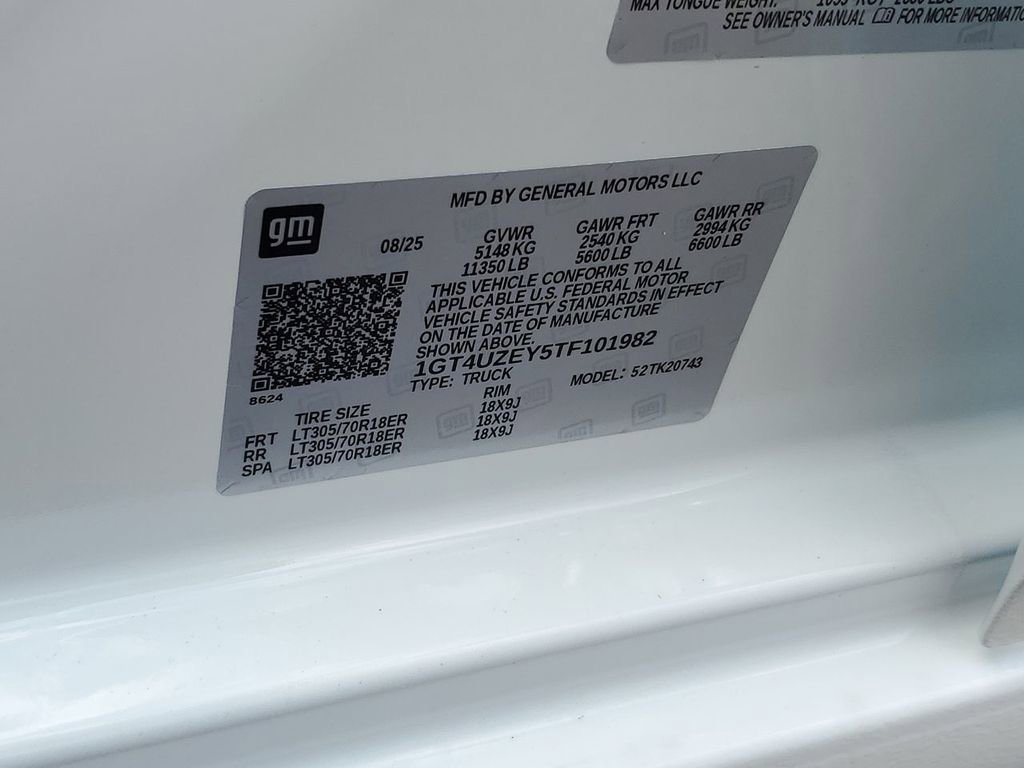 MAX TONGUE WEIGHT:
SEE OWNER'S MANUAL FOR MORE INFORMATIO
gm
MFD BY GENERAL MOTORS LLC
08/25
GVWR
5148 KG
11350 LB
GAWR FRT
2540 KG
5600 LB
GAWR RR
2994 KG
6600 LB
THIS VEHICLE CONFORMS TO ALL
APPLICABLE U.S. FEDERAL MOTOR
VEHICLE SAFETY STANDARDS IN EFFECT
ON THE DATE OF MANUFACTURE
SHOWN ABOVE.
1GT4UZEY5TF101982
TYPE: TRUCK
MODEL: 52TK20743
8624
TIRE SIZE RIM
FRT LT305/70R18ER 18X9J
RR LT305/70R18ER 18X9J
SPA LT305/70R18ER 18X9J